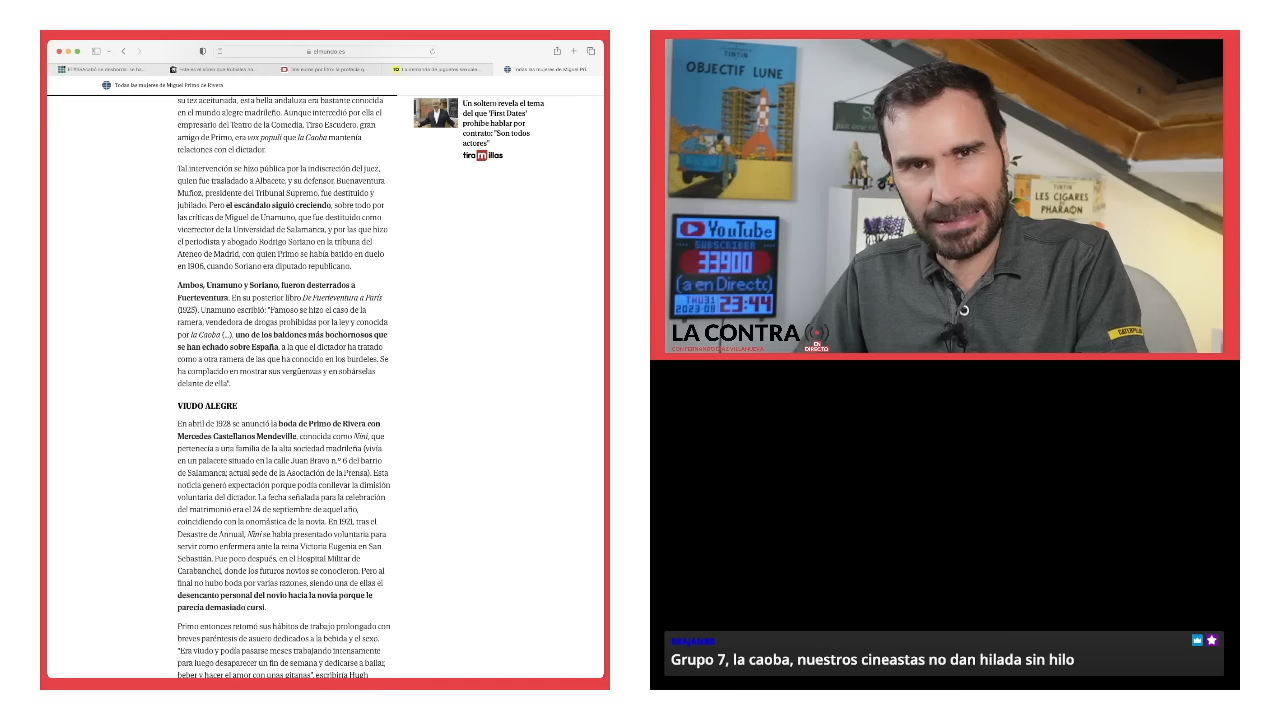 elmundo.es
Todas las mujeres de Miguel Primo de Rivera
su tez aceitunada, esta bella andaluza era bastante conocida
en el mundo alegre madrileño. Aunque intercedió por ella el
empresario del Teatro de la Comedia, Tirso Escudero, gran
amigo de Primo, era vox populi que la Caoba mantenía
relaciones con el dictador.
Tal intervención se hizo pública por la indiscreción del juez,
quien fue trasladado a Albacete, y su defensor, Buenaventura
Muñoz, presidente del Tribunal Supremo, fue destituido y
jubilado. Pero el escándalo siguió creciendo, sobre todo por
las críticas de Miguel de Unamuno, que fue destituido como
vicerrector de la Universidad de Salamanca, y por las que hizo
el periodista y abogado Rodrigo Soriano en la tribuna del
Ateneo de Madrid, con quien Primo se había batido en duelo
en 1906, cuando Soriano era diputado republicano.
Ambos, Unamuno y Soriano, fueron desterrados a
Fuerteventura. En su posterior libro De Fuerteventura a París
(1925), Unamuno escribió: "Famoso se hizo el caso de la
ramera, vendedora de drogas prohibidas por la ley y conocida
por la Caoba (...), uno de los baldones más bochornosos que
se han echado sobre España, a la que el dictador ha tratado
como a otra ramera de las que ha conocido en los burdeles. Se
ha complacido en mostrar sus vergüenzas y en sobárselas
delante de ella".
VIUDO ALEGRE
En abril de 1928 se anunció la boda de Primo de Rivera con
Mercedes Castellanos Mendeville, conocida como Nini, que
pertenecía a una familia de la alta sociedad madrileña (vivía
en un palacete situado en la calle Juan Bravo n.º 6 del barrio
de Salamanca; actual sede de la Asociación de la Prensa). Esta
noticia generó expectación porque podía conllevar la dimisión
voluntaria del dictador. La fecha señalada para la celebración
del matrimonio era el 24 de septiembre de aquel año,
coincidiendo con la onomástica de la novia. En 1921, tras el
Desastre de Annual, Nini se había presentado voluntaria para
servir como enfermera ante la reina Victoria Eugenia en San
Sebastián. Fue poco después, en el Hospital Militar de
Carabanchel, donde los futuros novios se conocieron. Pero al
final no hubo boda por varias razones, siendo una de ellas el
desencanto personal del novio hacia la novia porque le
parecía demasiado cursi.
Primo entonces retomó sus hábitos de trabajo prolongado con
breves paréntesis de asueto dedicados a la bebida y el sexo.
"Era viudo y podía pasarse meses trabajando intensamente
para luego desaparecer un fin de semana y dedicarse a bailar,
beber y hacer el amor con unas gitanas", escribiría Hugh
Un soltero revela el tema
del que 'First Dates'
prohíbe hablar por
contrato: "Son todos
actores"
tiramillas
TINTIN
OBJECTIF LUNE
TINTIN
LES CIGARES
PHARAON
YouTube
SUBSCRIBER
33900
(a en Directo)
THU31
2023-08 23:44
CATERPILLAR
LA CONTRA
EN
DIRECTO
CON FERNANDO DÍAZ VILLANUEVA
Grupo 7, la caoba, nuestros cineastas no dan hilada sin hilo